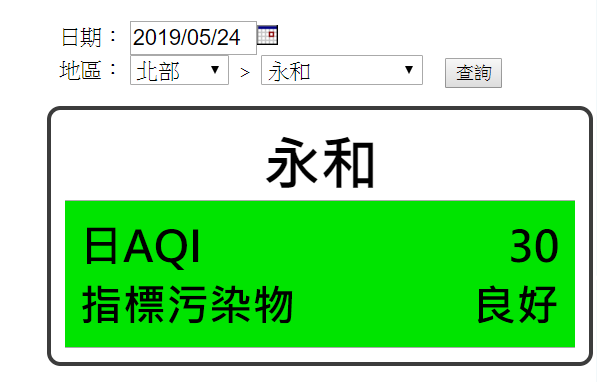 日期： 2019/05/24
地區： 北部 > 永和 查詢
永和
日AQI 30
指標污染物 良好